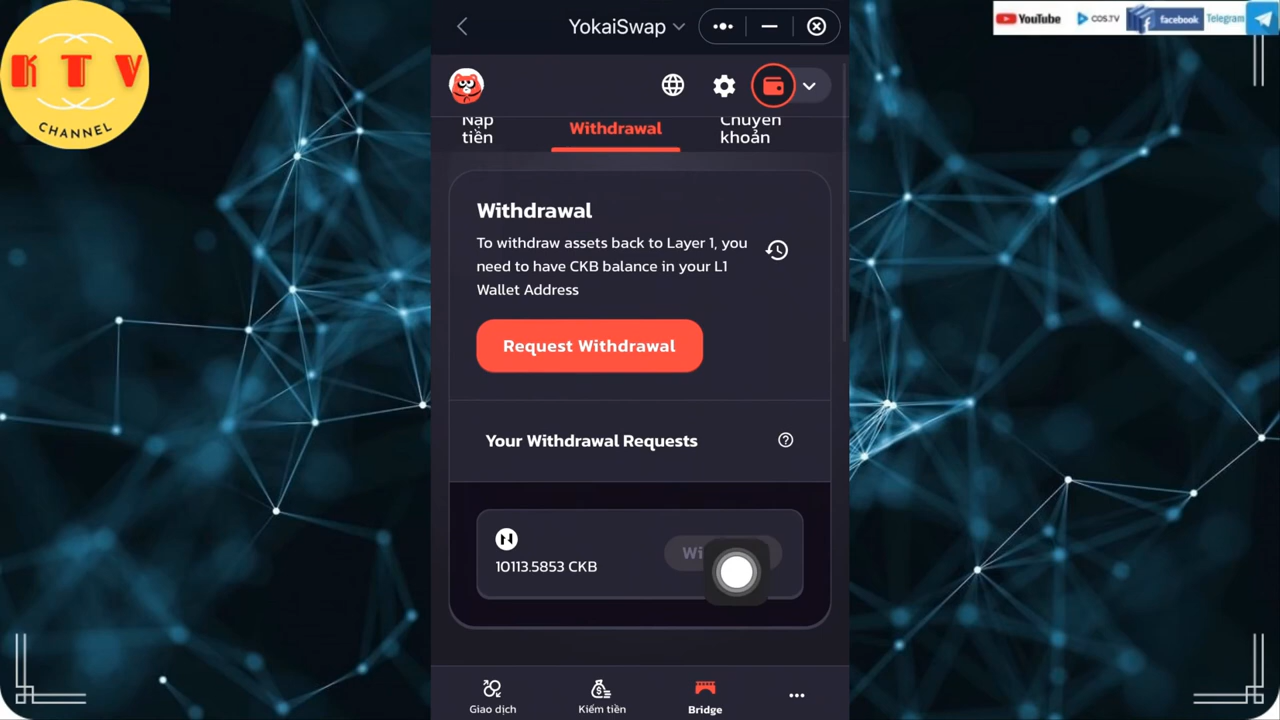 K T V
CHANNEL
YouTube
COS.TV
facebook
Telegram
YokaiSwap
Nạp
tiền
Withdrawal
Chuyển
khoản
Withdrawal
To withdraw assets back to Layer 1, you
need to have CKB balance in your L1
Wallet Address
Request Withdrawal
Your Withdrawal Requests
10113.5853 CKB
Giao dịch
Kiếm tiền
Bridge